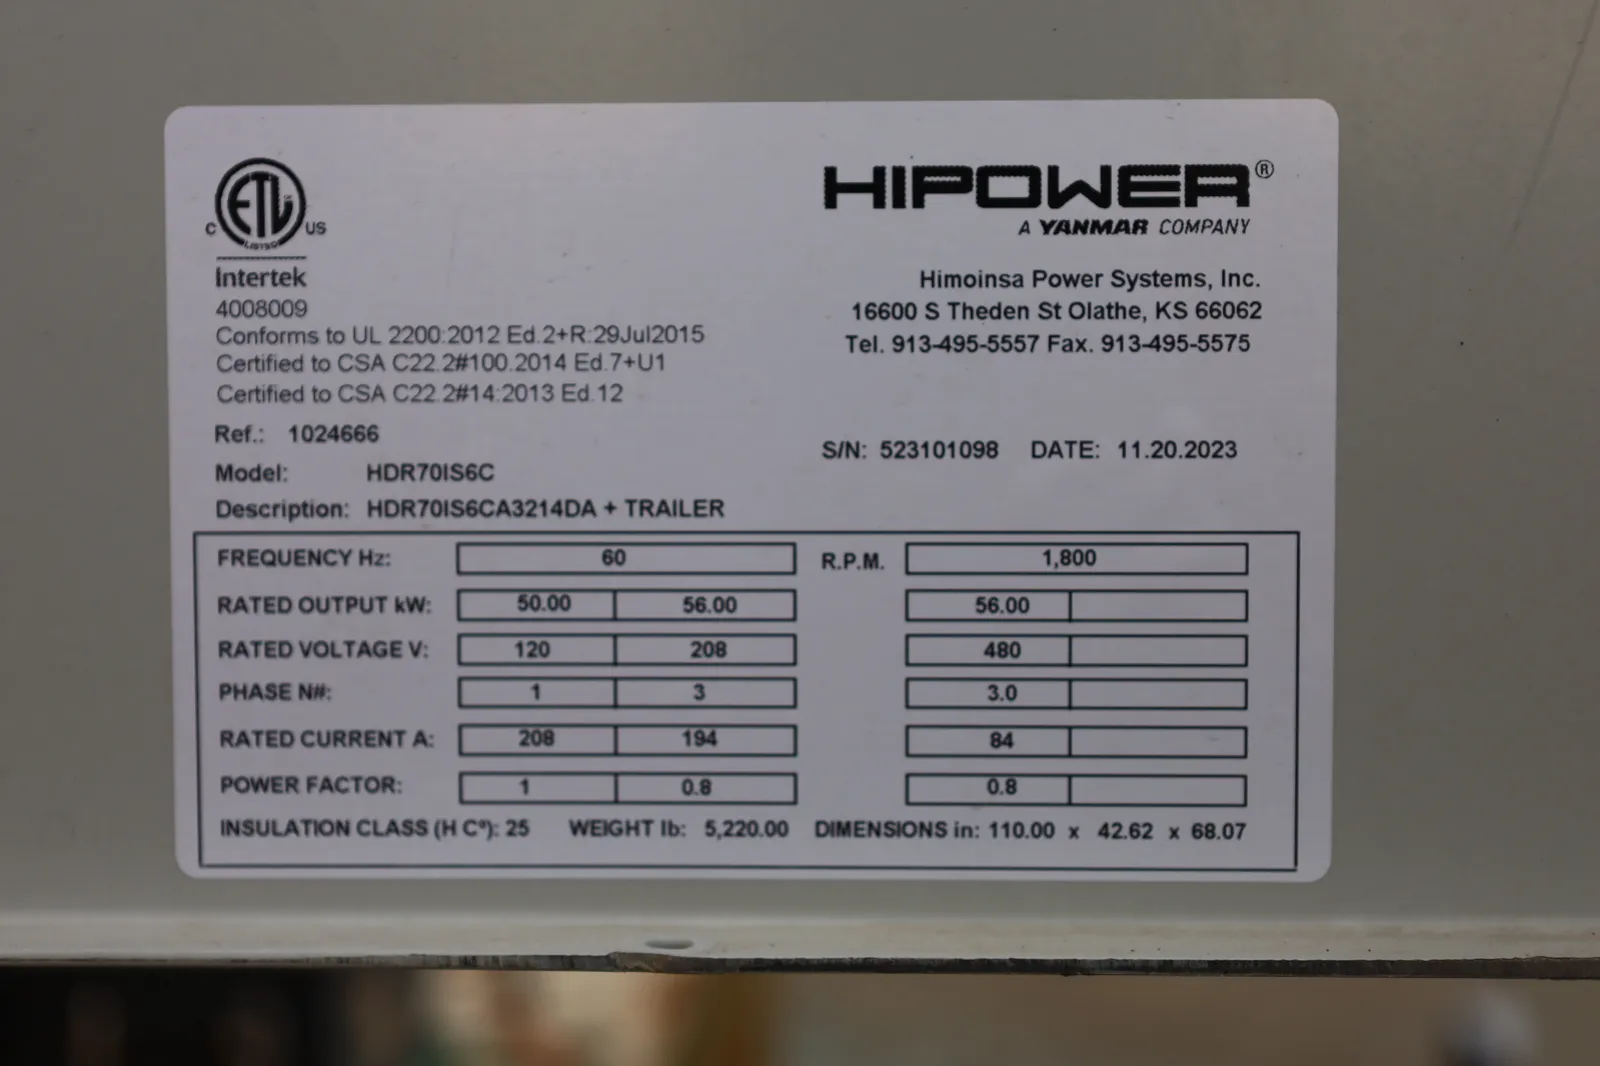 ETL
LISTED
C US
Intertek
4008009
Conforms to UL 2200:2012 Ed.2+R:29Jul2015
Certified to CSA C22.2#100.2014 Ed.7+U1
Certified to CSA C22.2#14:2013 Ed.12
HIPOWER®
A YANMAR COMPANY
Himoinsa Power Systems, Inc.
16600 S Theden St Olathe, KS 66062
Tel. 913-495-5557 Fax. 913-495-5575
Ref.: 1024666
S/N: 523101098 DATE: 11.20.2023
Model: HDR70IS6C
Description: HDR70IS6CA3214DA + TRAILER
FREQUENCY Hz: 60 R.P.M. 1,800
RATED OUTPUT kW: 50.00 56.00 56.00
RATED VOLTAGE V: 120 208 480
PHASE N#: 1 3 3.0
RATED CURRENT A: 208 194 84
POWER FACTOR: 1 0.8 0.8
INSULATION CLASS (H Cº): 25 WEIGHT lb: 5,220.00 DIMENSIONS in: 110.00 x 42.62 x 68.07